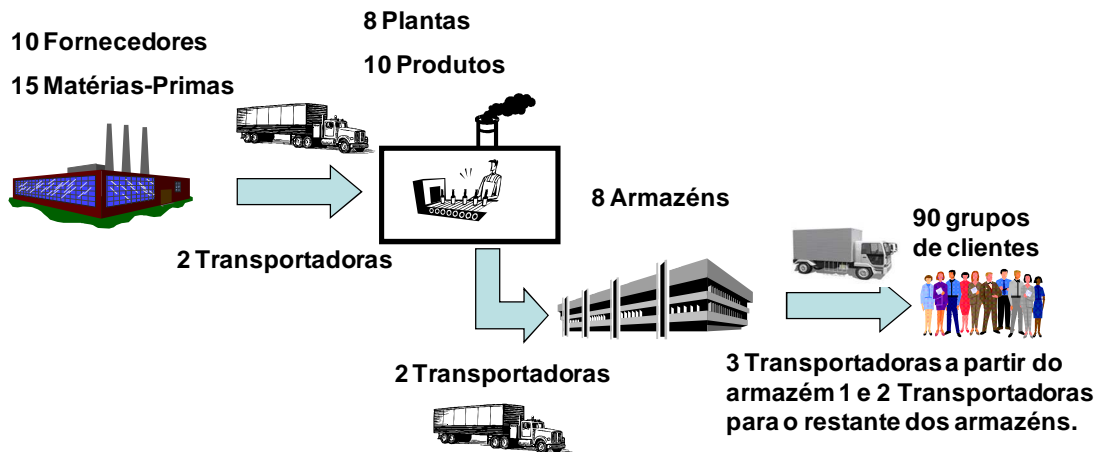 10 Fornecedores
15 Matérias-Primas
2 Transportadoras
8 Plantas
10 Produtos
2 Transportadoras
8 Armazéns
90 grupos
de clientes
3 Transportadoras a partir do
armazém 1 e 2 Transportadoras
para o restante dos armazéns.